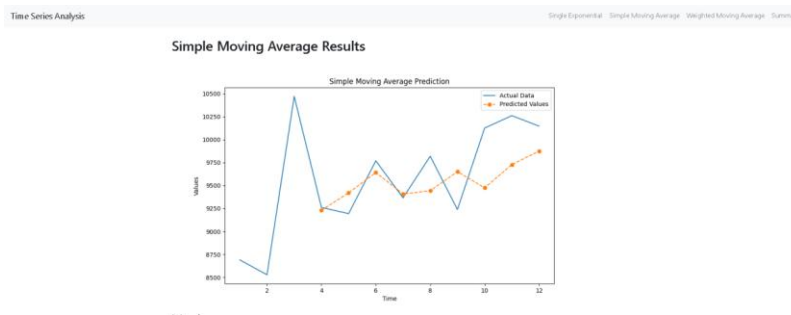 Time Series Analysis
Single Exponential Simple Moving Average Weighted Moving Average
Simple Moving Average Results
Simple Moving Average Prediction
Actual Data
Predicted Values
10500
10250
10000
9750
9500
9250
9000
8750
8500
Values
2 4 6 8 10 12
Time